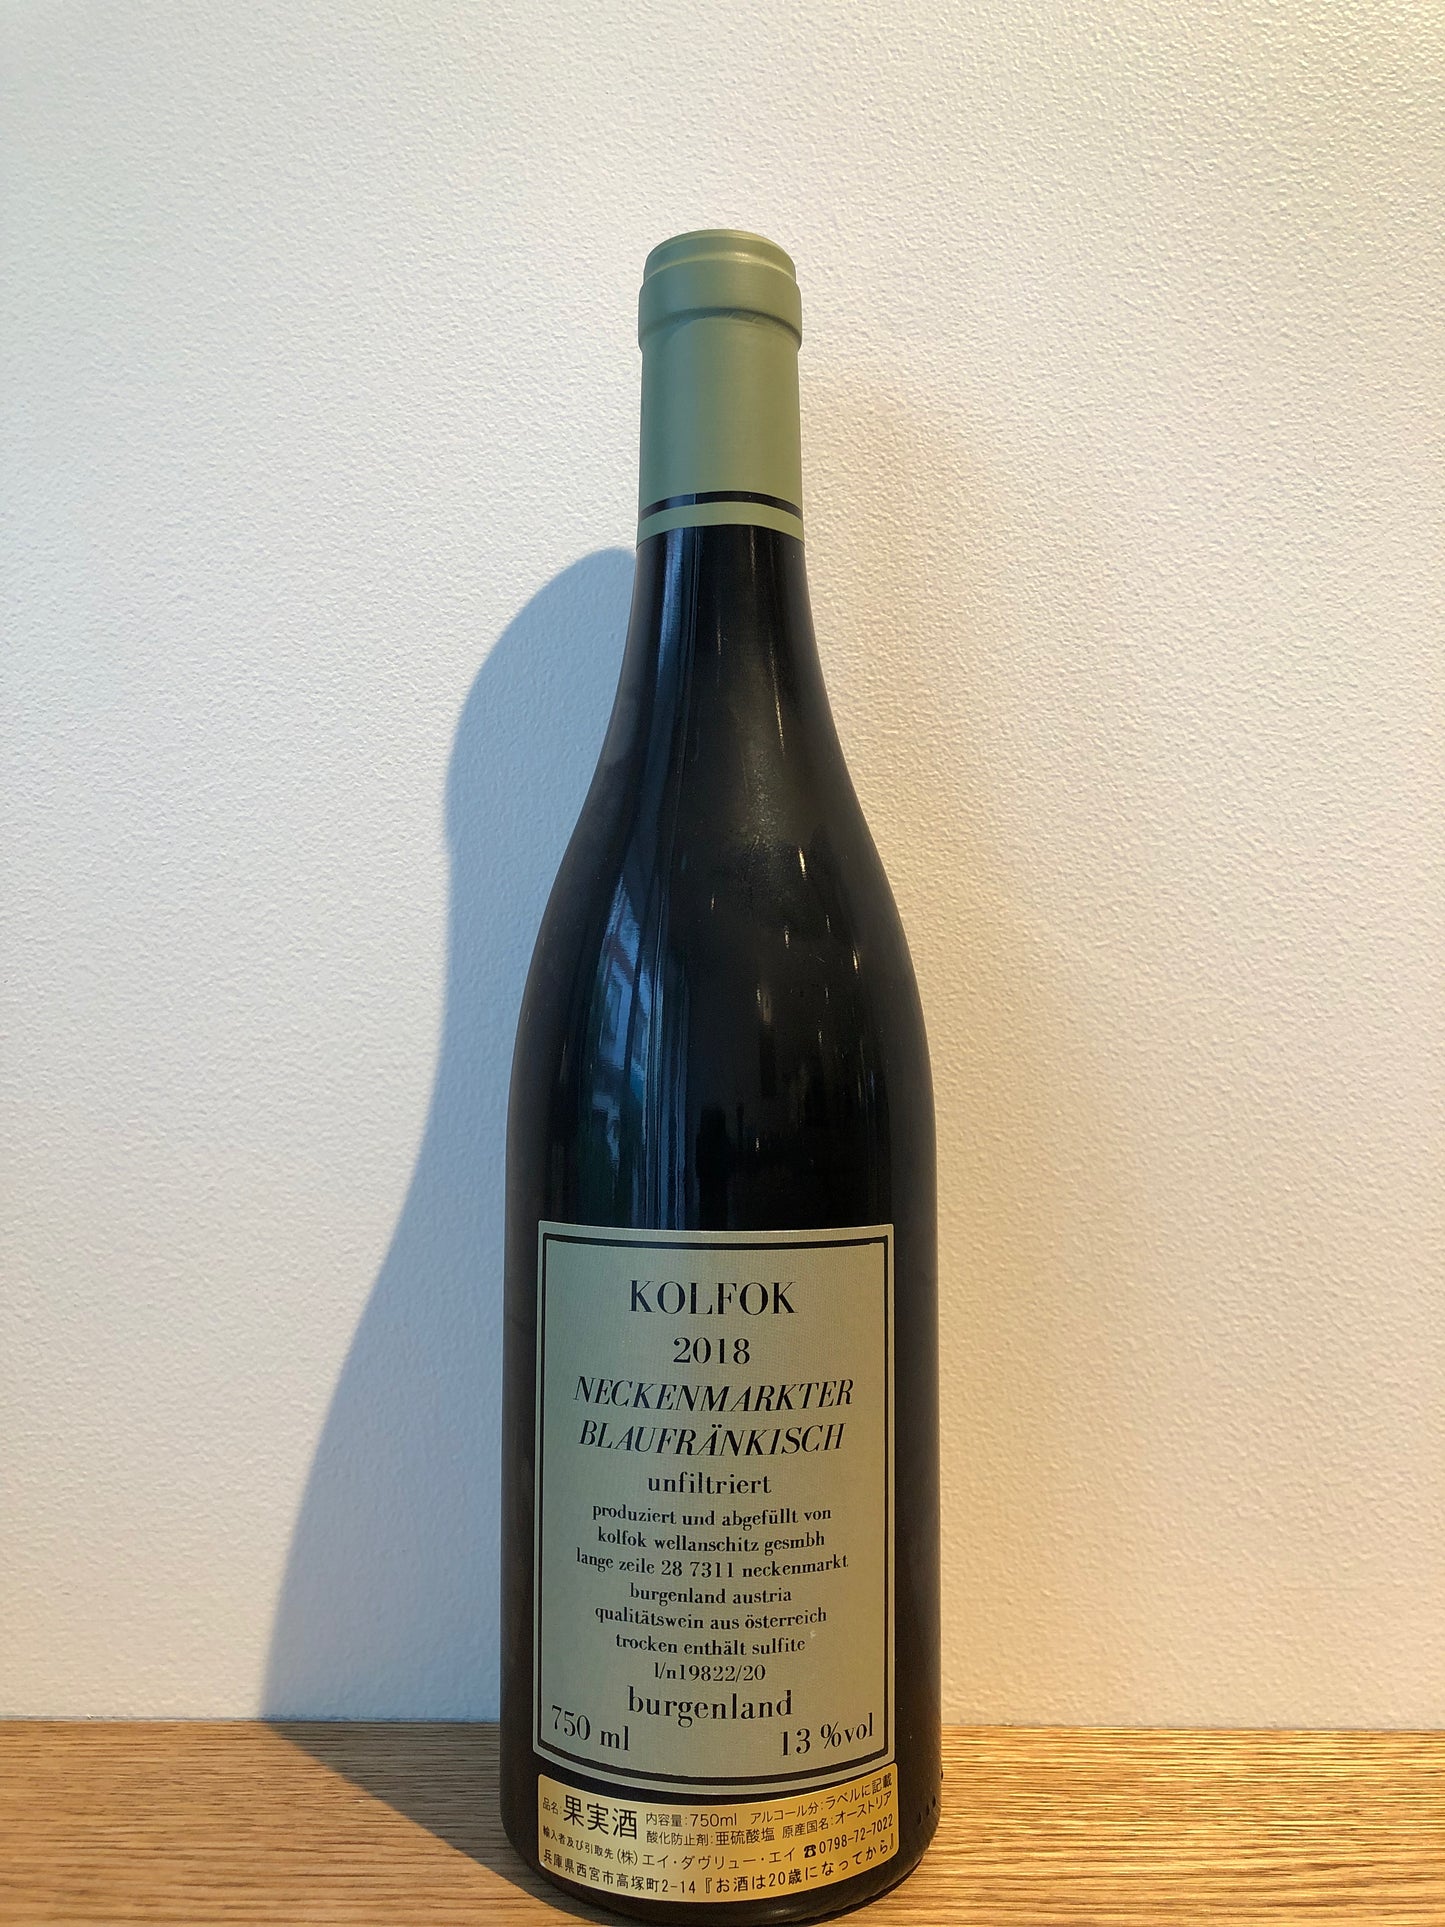 KOLFOK
2018
NECKENMARKTER
BLAUFRÄNKISCH
unfiltriert
produziert und abgefüllt von
kolfok wellanschitz gesmbh
lange zeile 28 7311 neckenmarkt
burgenland austria
qualitätswein aus österreich
trocken enthält sulfite
l/n19822/20
burgenland
750 ml 13 %vol
品名:果実酒 内容量:750ml アルコール分:ラベルに記載
酸化防止剤:亜硫酸塩 原産国名:オーストリア
輸入者及び引取先 (株) エイ・ダヴリュー・エイ ☎0798-72-7022
兵庫県西宮市高塚町2-14『お酒は20歳になってから』